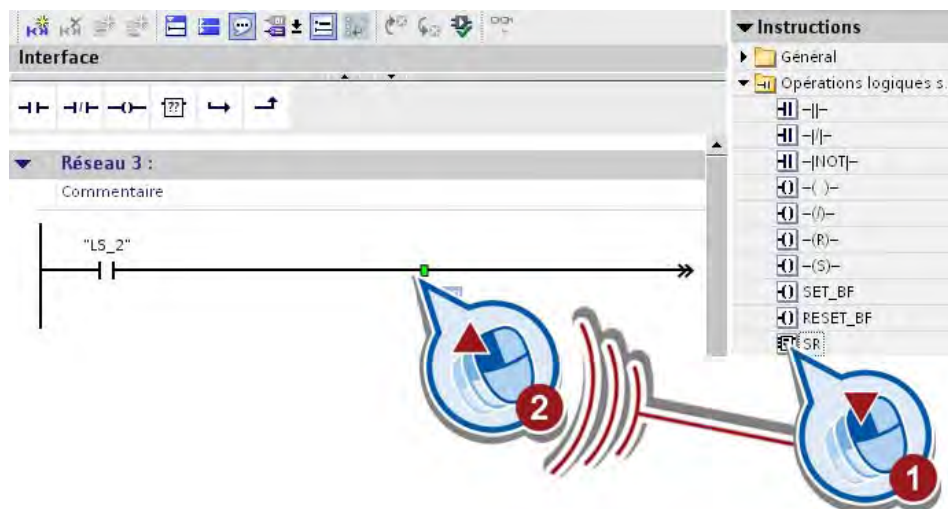 Interface
??
Réseau 3 :
Commentaire
"LS_2"
2
Instructions
Général
Opérations logiques s.
-||-
-|/|-
-|NOT|-
-( )-
-(/)-
-(R)-
-(S)-
SET_BF
RESET_BF
SR
1